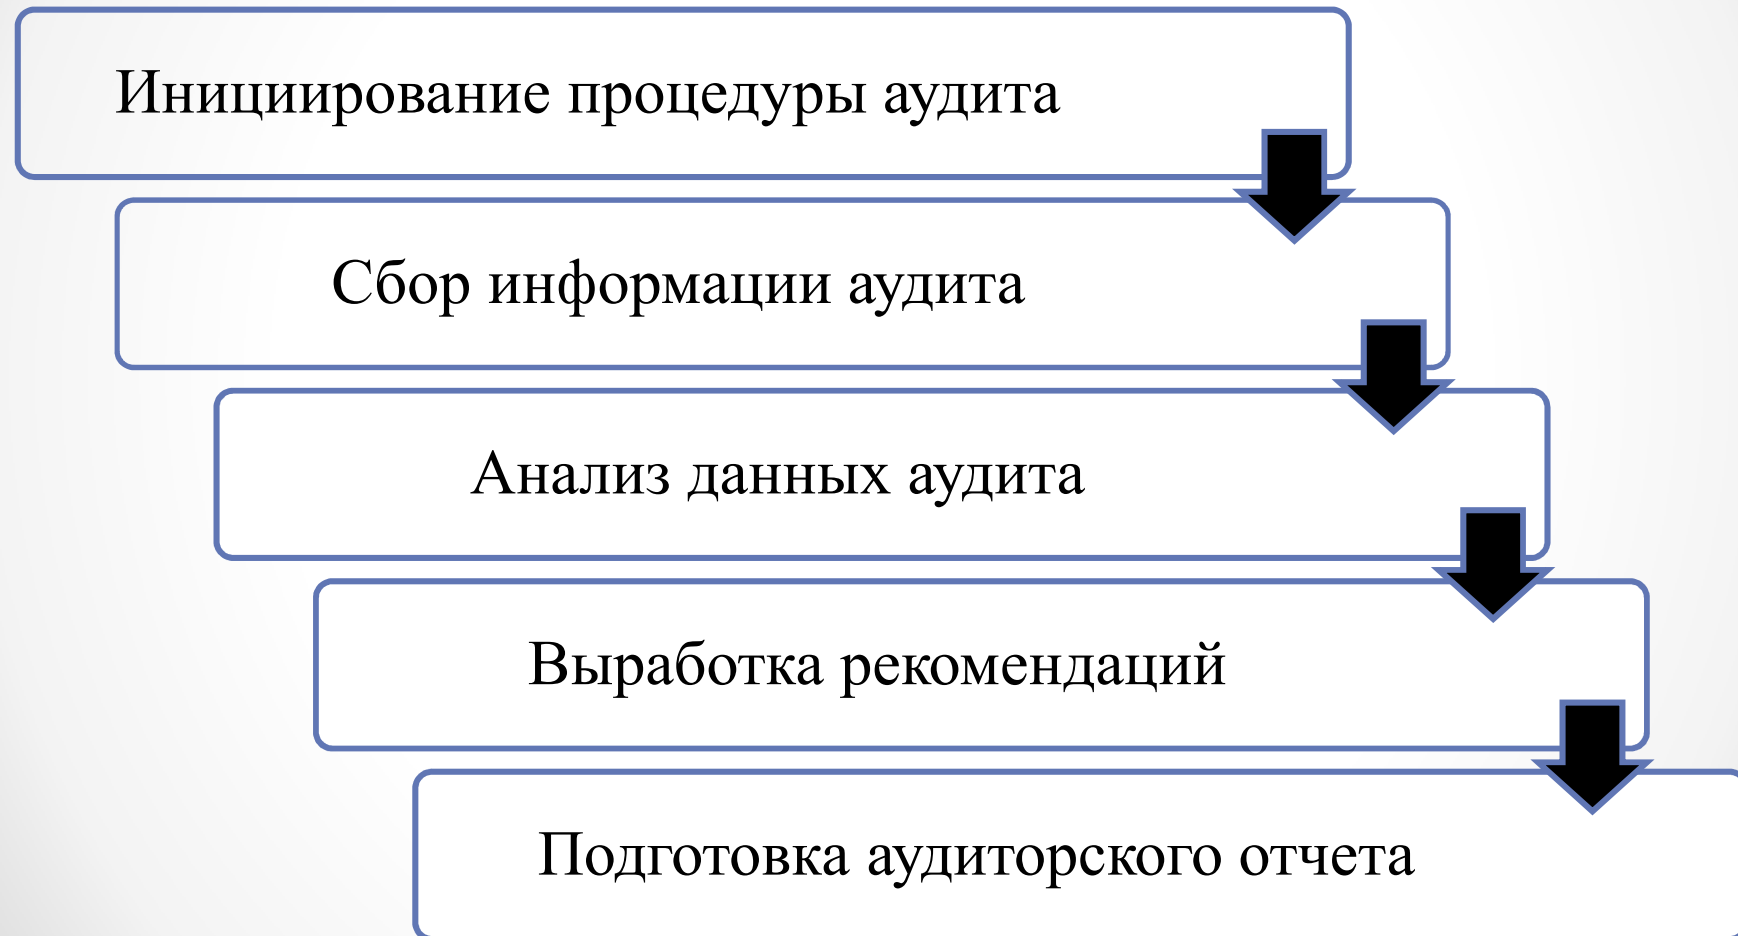 Инициирование процедуры аудита
Сбор информации аудита
Анализ данных аудита
Выработка рекомендаций
Подготовка аудиторского отчета